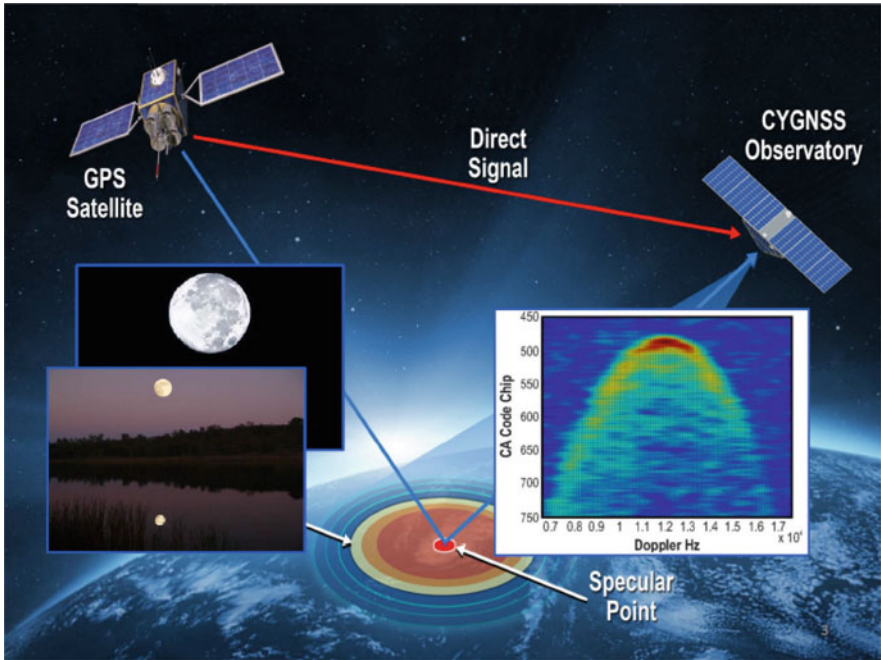 GPS
Satellite
Direct
Signal
CYGNSS
Observatory
CA Code Chip
450
500
550
600
650
700
750
0.7 0.8 0.9 1 1.1 1.2 1.3 1.4 1.5 1.6 1.7
x 10⁴
Doppler Hz
Specular
Point
3